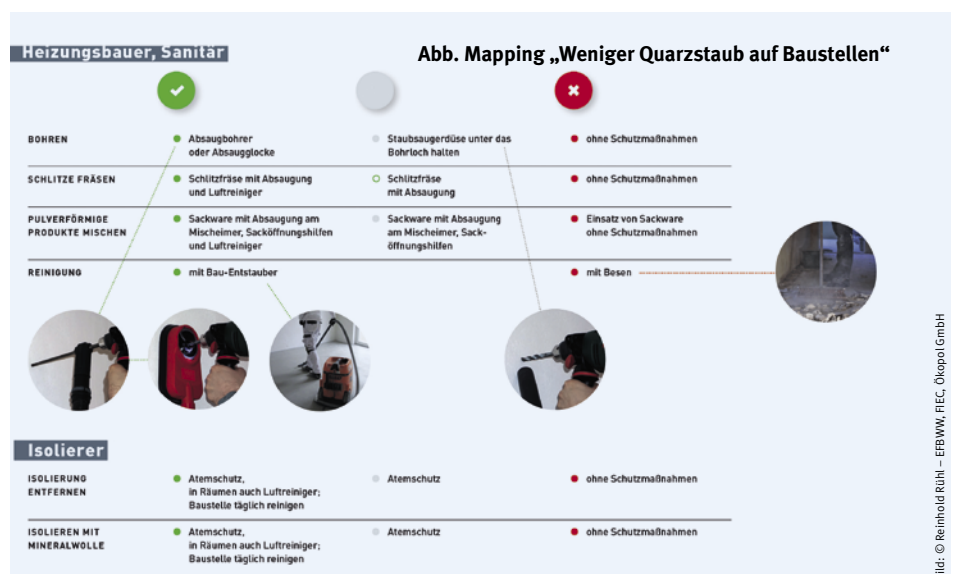 Heizungsbauer, Sanitär
Abb. Mapping „Weniger Quarzstaub auf Baustellen“
BOHREN
Absaugbohrer
oder Absaugglocke
Staubsaugerdüse unter das
Bohrloch halten
ohne Schutzmaßnahmen
SCHLITZE FRÄSEN
Schlitzfräse mit Absaugung
und Luftreiniger
Schlitzfräse
mit Absaugung
ohne Schutzmaßnahmen
PULVERFÖRMIGE
PRODUKTE MISCHEN
Sackware mit Absaugung am
Mischeimer, Sacköffnungshilfen
und Luftreiniger
Sackware mit Absaugung
am Mischeimer, Sack-
öffnungshilfen
Einsatz von Sackware
ohne Schutzmaßnahmen
REINIGUNG
mit Bau-Entstauber
mit Besen
Isolierer
ISOLIERUNG
ENTFERNEN
Atemschutz,
in Räumen auch Luftreiniger;
Baustelle täglich reinigen
Atemschutz
ohne Schutzmaßnahmen
ISOLIEREN MIT
MINERALWOLLE
Atemschutz,
in Räumen auch Luftreiniger;
Baustelle täglich reinigen
Atemschutz
ohne Schutzmaßnahmen
ild: © Reinhold Rühl – EFBWW, FIEC, Ökopol GmbH